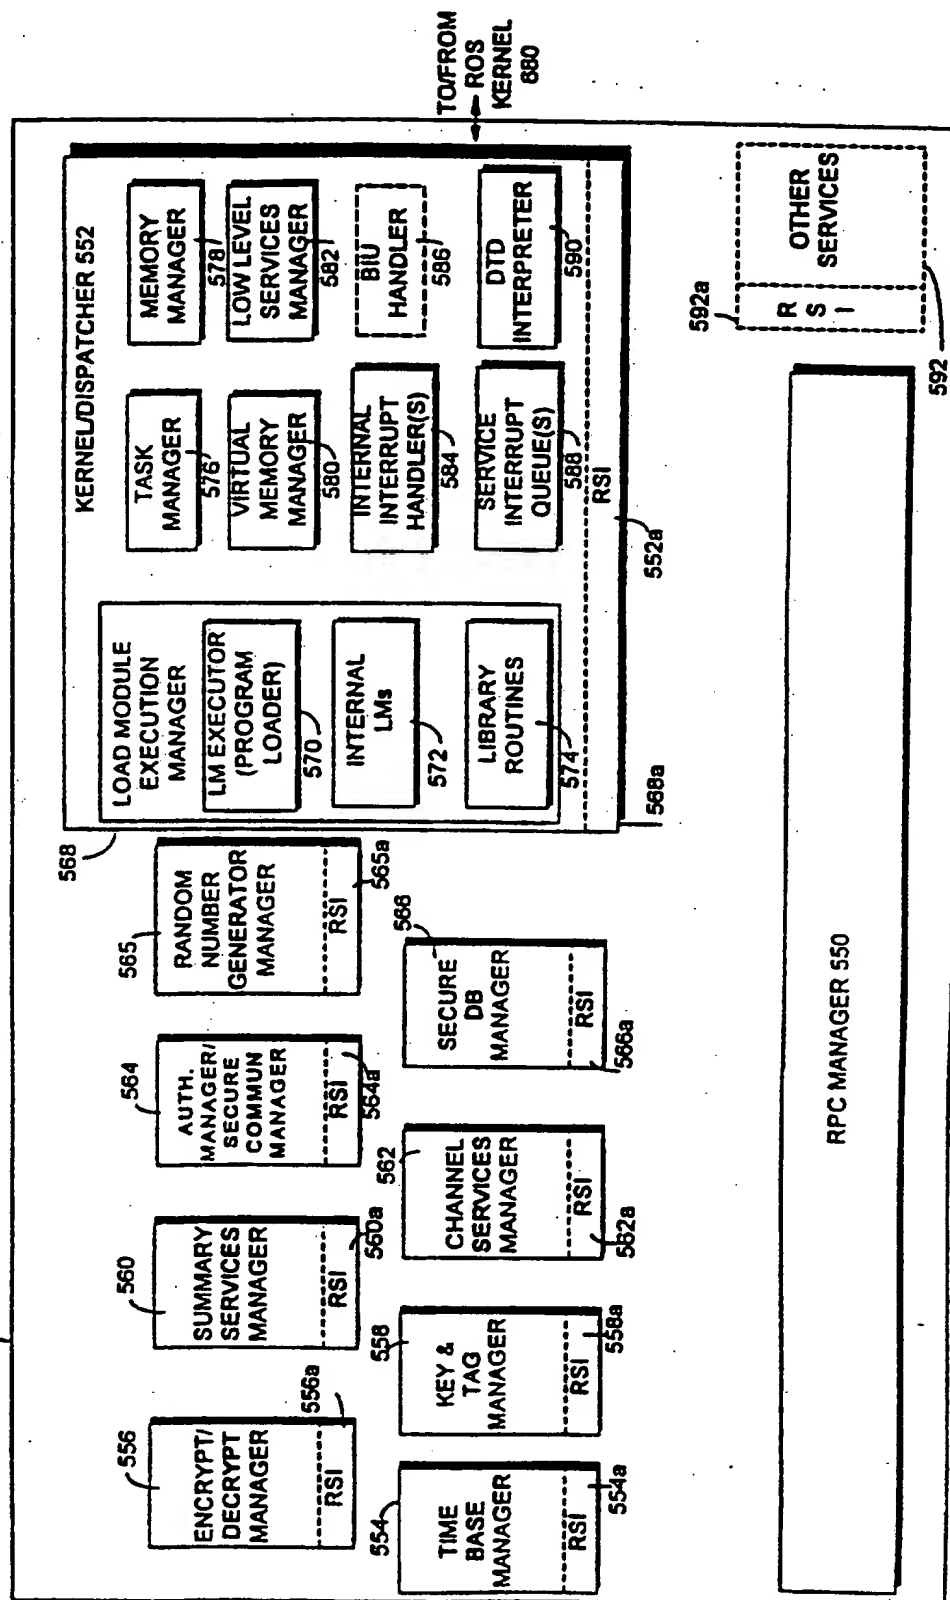 KERNEL/DISPATCHER 552
LOAD MODULE
EXECUTION
MANAGER
LM EXECUTOR
(PROGRAM
LOADER)
570
INTERNAL
LMs
572
LIBRARY
ROUTINES
574
568
568a
TASK
MANAGER
576
VIRTUAL
MEMORY
MANAGER
580
INTERNAL
INTERRUPT
HANDLER(S)
584
SERVICE
INTERRUPT
QUEUE(S)
588
MEMORY
MANAGER
578
LOW LEVEL
SERVICES
MANAGER
582
BIU
HANDLER
586
DTD
INTERPRETER
590
RSI
552a
TO/FROM
ROS
KERNEL
680
556
ENCRYPT/
DECRYPT
MANAGER
RSI
556a
560
SUMMARY
SERVICES
MANAGER
RSI
560a
564
AUTH.
MANAGER/
SECURE
COMMUN
MANAGER
RSI
564a
565
RANDOM
NUMBER
GENERATOR
MANAGER
RSI
565a
554
TIME
BASE
MANAGER
RSI
554a
558
KEY &
TAG
MANAGER
RSI
558a
562
CHANNEL
SERVICES
MANAGER
RSI
562a
566
SECURE
DB
MANAGER
RSI
566a
592a
R
S
I
OTHER
SERVICES
592
RPC MANAGER 550